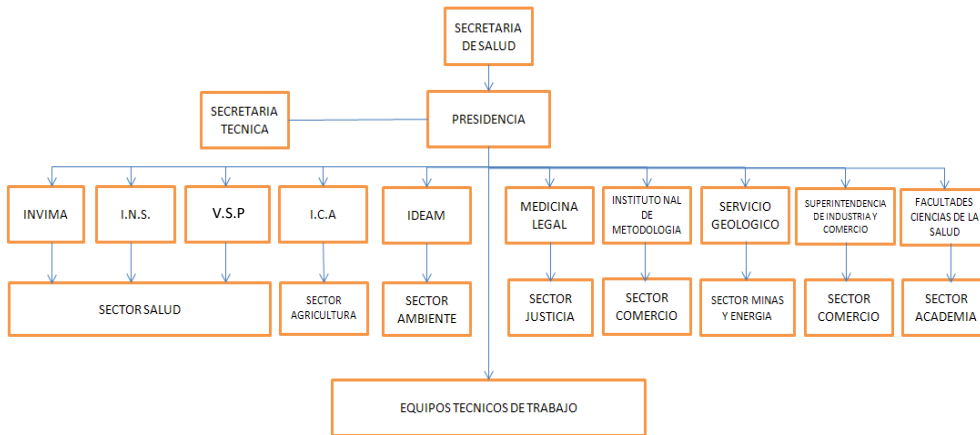 SECRETARIA
DE SALUD
SECRETARIA
TECNICA
PRESIDENCIA
INVIMA
I.N.S.
V.S.P
I.C.A
IDEAM
MEDICINA
LEGAL
INSTITUTO NAL
DE
METODOLOGIA
SERVICIO
GEOLOGICO
SUPERINTENDENCIA
DE INDUSTRIA Y
COMERCIO
FACULTADES
CIENCIAS DE LA
SALUD
SECTOR SALUD
SECTOR
AGRICULTURA
SECTOR
AMBIENTE
SECTOR
JUSTICIA
SECTOR
COMERCIO
SECTOR MINAS
Y ENERGIA
SECTOR
COMERCIO
SECTOR
ACADEMIA
EQUIPOS TECNICOS DE TRABAJO